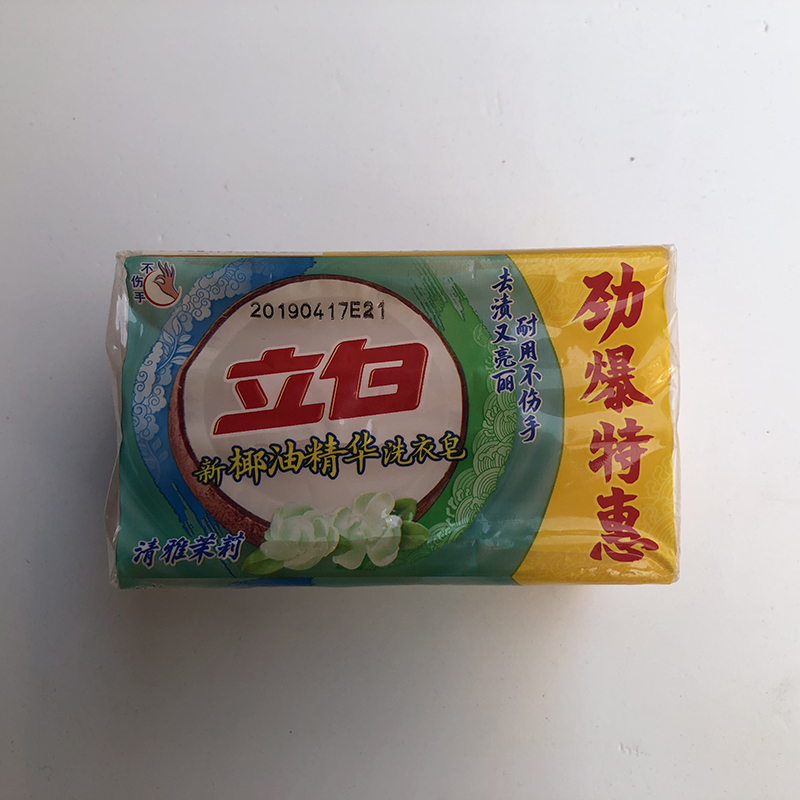 不伤手
20190417E21
立白
新椰油精华洗衣皂
清雅茉莉
去渍又亮丽
耐用不伤手
劲爆特惠